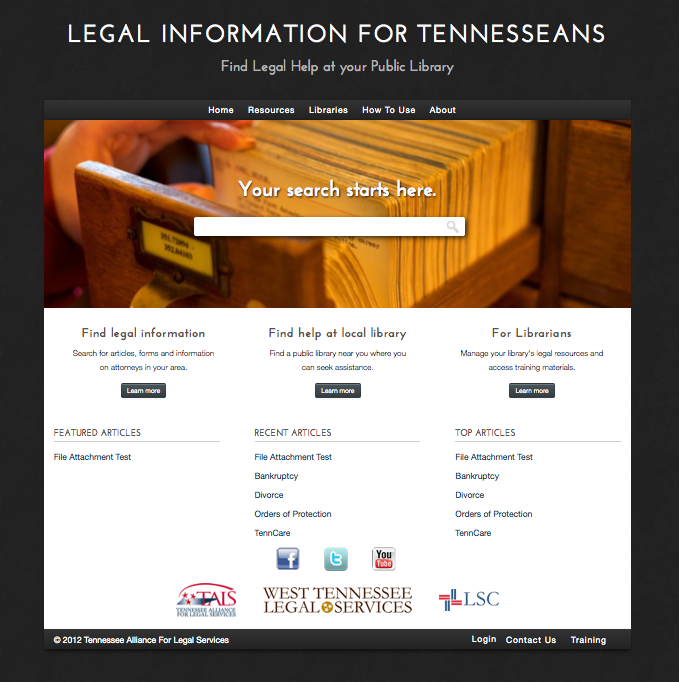 LEGAL INFORMATION FOR TENNESSEANS
Find Legal Help at your Public Library
Home Resources Libraries How To Use About
Your search starts here.
351.72094 -
352.04105
Find legal information
Search for articles, forms and information
on attorneys in your area.
Learn more
Find help at local library
Find a public library near you where you
can seek assistance.
Learn more
For Librarians
Manage your library's legal resources and
access training materials.
Learn more
FEATURED ARTICLES
File Attachment Test
RECENT ARTICLES
File Attachment Test
Bankruptcy
Divorce
Orders of Protection
TennCare
TOP ARTICLES
File Attachment Test
Bankruptcy
Divorce
Orders of Protection
TennCare
f
t
You
Tube
TALS
TENNESSEE ALLIANCE
FOR LEGAL SERVICES
WEST TENNESSEE
LEGAL SERVICES
LSC
© 2012 Tennessee Alliance For Legal Services
Login Contact Us Training